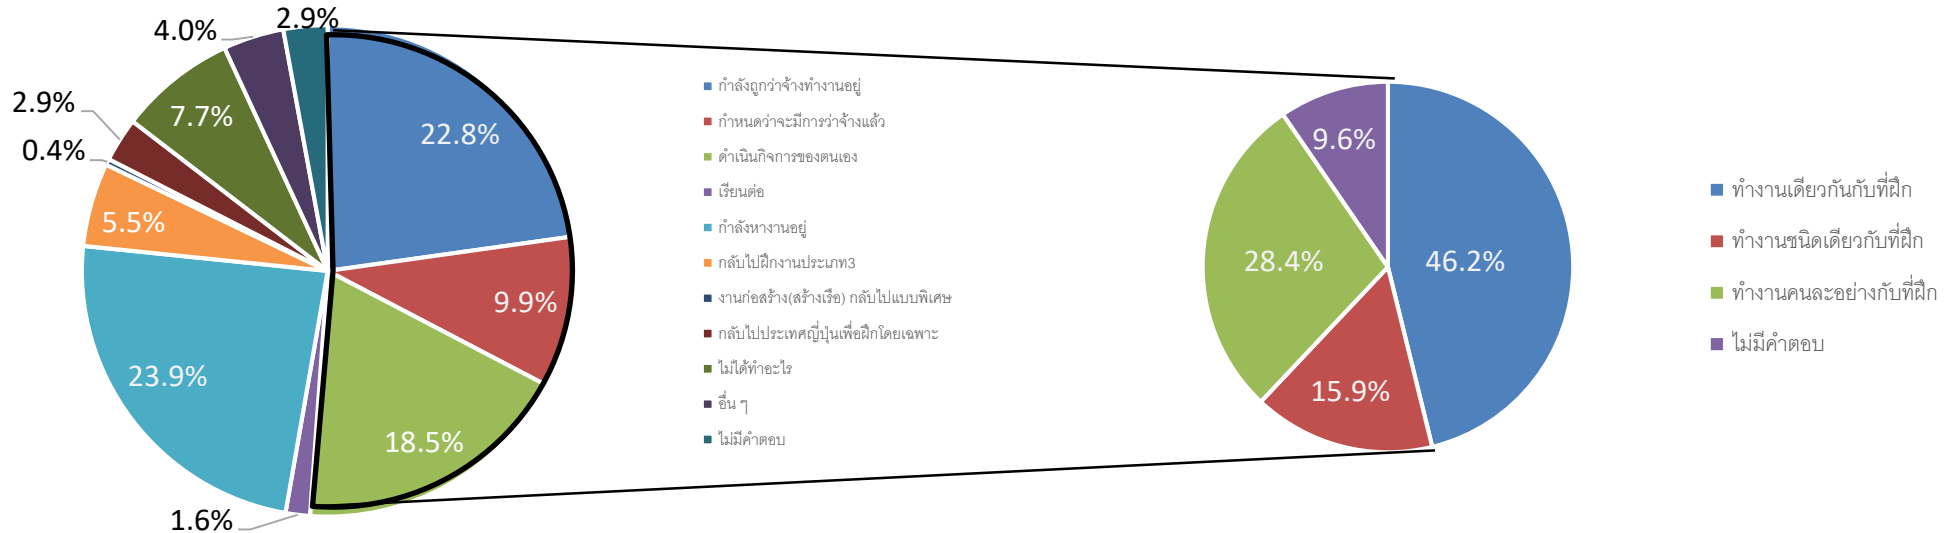 2.9%
4.0%
2.9%
7.7%
22.8%
0.4%
5.5%
9.9%
23.9%
18.5%
1.6%
กำลังถูกว่าจ้างทำงานอยู่
กำหนดว่าจะมีการว่าจ้างแล้ว
ดำเนินกิจการของตนเอง
เรียนต่อ
กำลังหางานอยู่
กลับไปฝึกงานประเภท3
งานก่อสร้าง(สร้างเรือ) กลับไปแบบพิเศษ
กลับไปประเทศญี่ปุ่นเพื่อฝึกโดยเฉพาะ
ไม่ได้ทำอะไร
อื่น ๆ
ไม่มีคำตอบ
9.6%
28.4%
46.2%
15.9%
ทำงานเดียวกันกับที่ฝึก
ทำงานชนิดเดียวกับที่ฝึก
ทำงานคนละอย่างกับที่ฝึก
ไม่มีคำตอบ